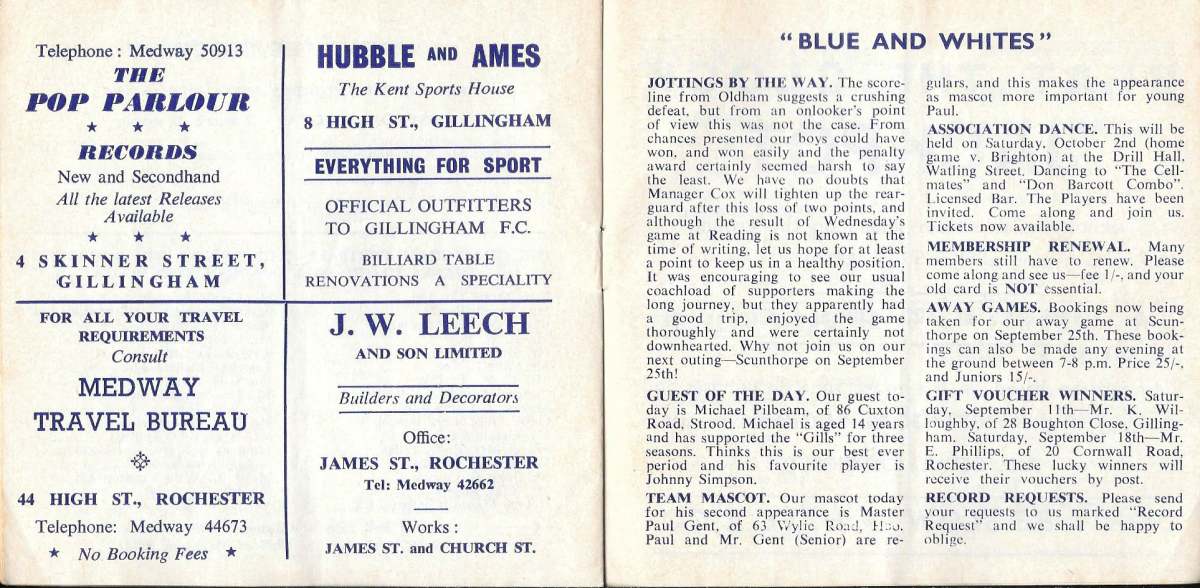 Telephone: Medway 50913
THE
POP PARLOUR
★ ★ ★
RECORDS
New and Secondhand
All the latest Releases
Available
★ ★ ★
4 SKINNER STREET,
GILLINGHAM
HUBBLE AND AMES
The Kent Sports House
8 HIGH ST., GILLINGHAM
EVERYTHING FOR SPORT
OFFICIAL OUTFITTERS
TO GILLINGHAM F.C.
BILLIARD TABLE
RENOVATIONS A SPECIALITY
FOR ALL YOUR TRAVEL
REQUIREMENTS
Consult
MEDWAY
TRAVEL BUREAU
44 HIGH ST., ROCHESTER
Telephone: Medway 44673
★ No Booking Fees ★
J. W. LEECH
AND SON LIMITED
Builders and Decorators
Office:
JAMES ST., ROCHESTER
Tel: Medway 42662
Works:
JAMES ST. and CHURCH ST.
"BLUE AND WHITES"
JOTTINGS BY THE WAY. The score-
line from Oldham suggests a crushing
defeat, but from an onlooker's point
of view this was not the case. From
chances presented our boys could have
won, and won easily and the penalty
award certainly seemed harsh to say
the least. We have no doubts that
Manager Cox will tighten up the rear-
guard after this loss of two points, and
although the result of Wednesday's
game at Reading is not known at the
time of writing, let us hope for at least
a point to keep us in a healthy position.
It was encouraging to see our usual
coachload of supporters making the
long journey, but they apparently had
a good trip, enjoyed the game
thoroughly and were certainly not
downhearted. Why not join us on our
next outing—Scunthorpe on September
25th!
GUEST OF THE DAY. Our guest to-
day is Michael Pilbeam, of 86 Cuxton
Road, Strood. Michael is aged 14 years
and has supported the "Gills" for three
seasons. Thinks this is our best ever
period and his favourite player is
Johnny Simpson.
TEAM MASCOT. Our mascot today
for his second appearance is Master
Paul Gent, of 63 Wylie Road, Hoo.
Paul and Mr. Gent (Senior) are re-
gulars, and this makes the appearance
as mascot more important for young
Paul.
ASSOCIATION DANCE. This will be
held on Saturday, October 2nd (home
game v. Brighton) at the Drill Hall,
Watling Street. Dancing to "The Cell-
mates" and "Don Barcott Combo".
Licensed Bar. The Players have been
invited. Come along and join us.
Tickets now available.
MEMBERSHIP RENEWAL. Many
members still have to renew. Please
come along and see us—fee 1/-, and your
old card is NOT essential.
AWAY GAMES. Bookings now being
taken for our away game at Scun-
thorpe on September 25th. These book-
ings can also be made any evening at
the ground between 7-8 p.m. Price 25/-,
and Juniors 15/-.
GIFT VOUCHER WINNERS. Satur-
day, September 11th—Mr. K. Wil-
loughby, of 28 Boughton Close, Gilling-
ham. Saturday, September 18th—Mr.
E. Phillips, of 20 Cornwall Road,
Rochester. These lucky winners will
receive their vouchers by post.
RECORD REQUESTS. Please send
your requests to us marked "Record
Request" and we shall be happy to
oblige.